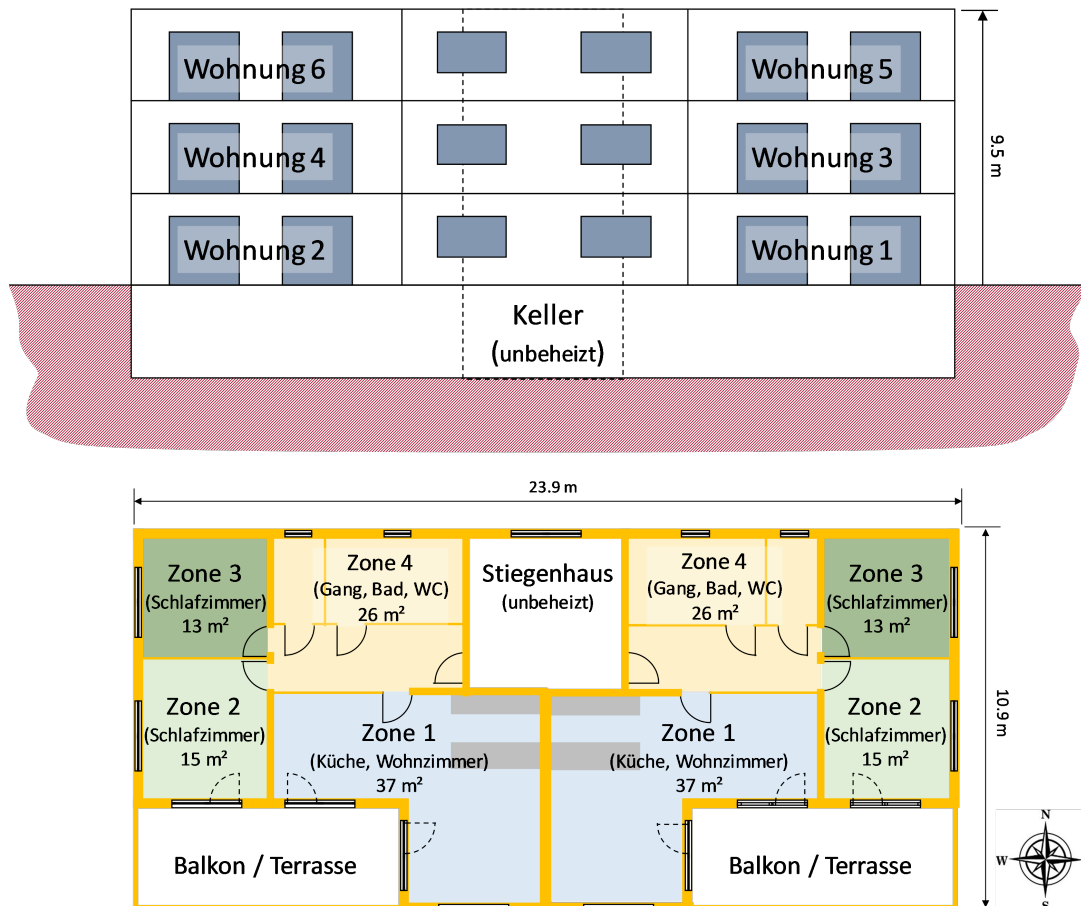 Wohnung 6
Wohnung 5
Wohnung 4
Wohnung 3
9.5 m
Wohnung 2
Wohnung 1
Keller
(unbeheizt)
23.9 m
Zone 3
(Schlafzimmer)
13 m²
Zone 4
(Gang, Bad, WC)
26 m²
Stiegenhaus
(unbeheizt)
Zone 4
(Gang, Bad, WC)
26 m²
Zone 3
(Schlafzimmer)
13 m²
Zone 2
(Schlafzimmer)
15 m²
Zone 1
(Küche, Wohnzimmer)
37 m²
Zone 1
(Küche, Wohnzimmer)
37 m²
Zone 2
(Schlafzimmer)
15 m²
10.9 m
Balkon / Terrasse
Balkon / Terrasse
N
W
E
S